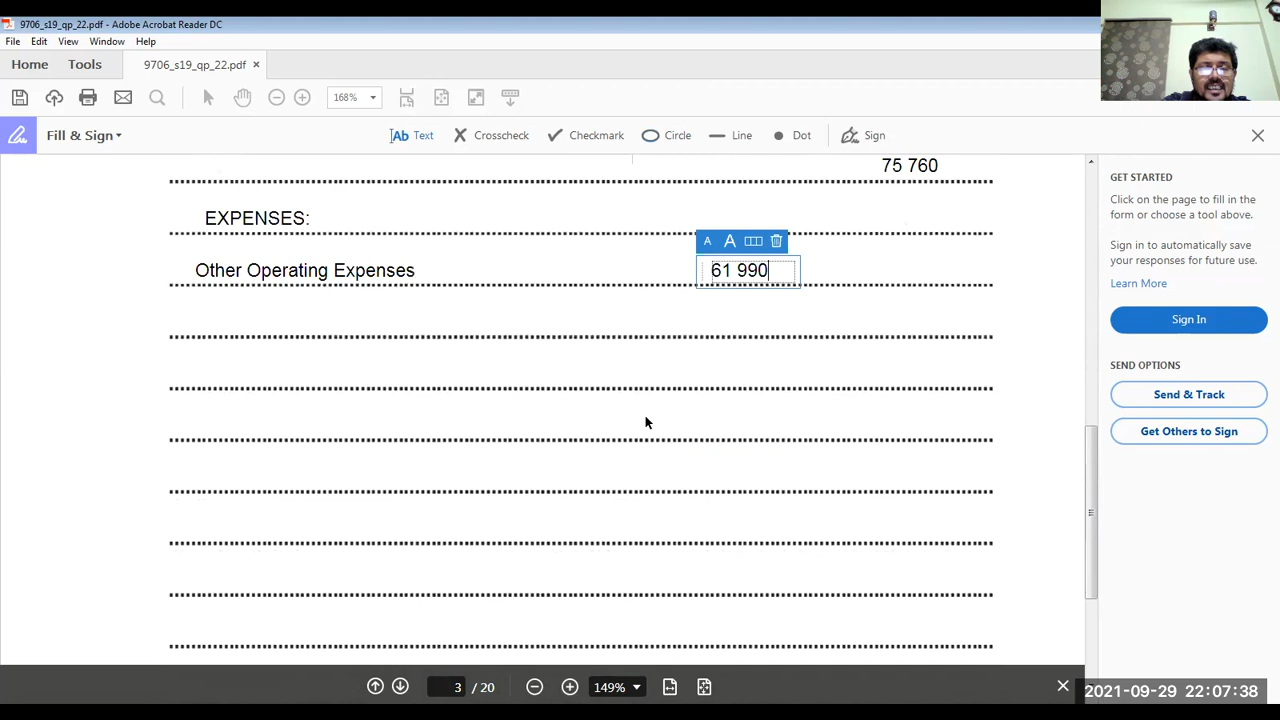 9706_s19_qp_22.pdf - Adobe Acrobat Reader DC
File Edit View Window Help
Home Tools 9706_s19_qp_22.pdf ×
168%
Fill & Sign Ab Text Crosscheck Checkmark Circle Line Dot Sign
75 760
EXPENSES:
A A
Other Operating Expenses 61 990
GET STARTED
Click on the page to fill in the
form or choose a tool above.
Sign in to automatically save
your responses for future use.
Learn More
Sign In
SEND OPTIONS
Send & Track
Get Others to Sign
3 / 20 149%
2021-09-29 22:07:38